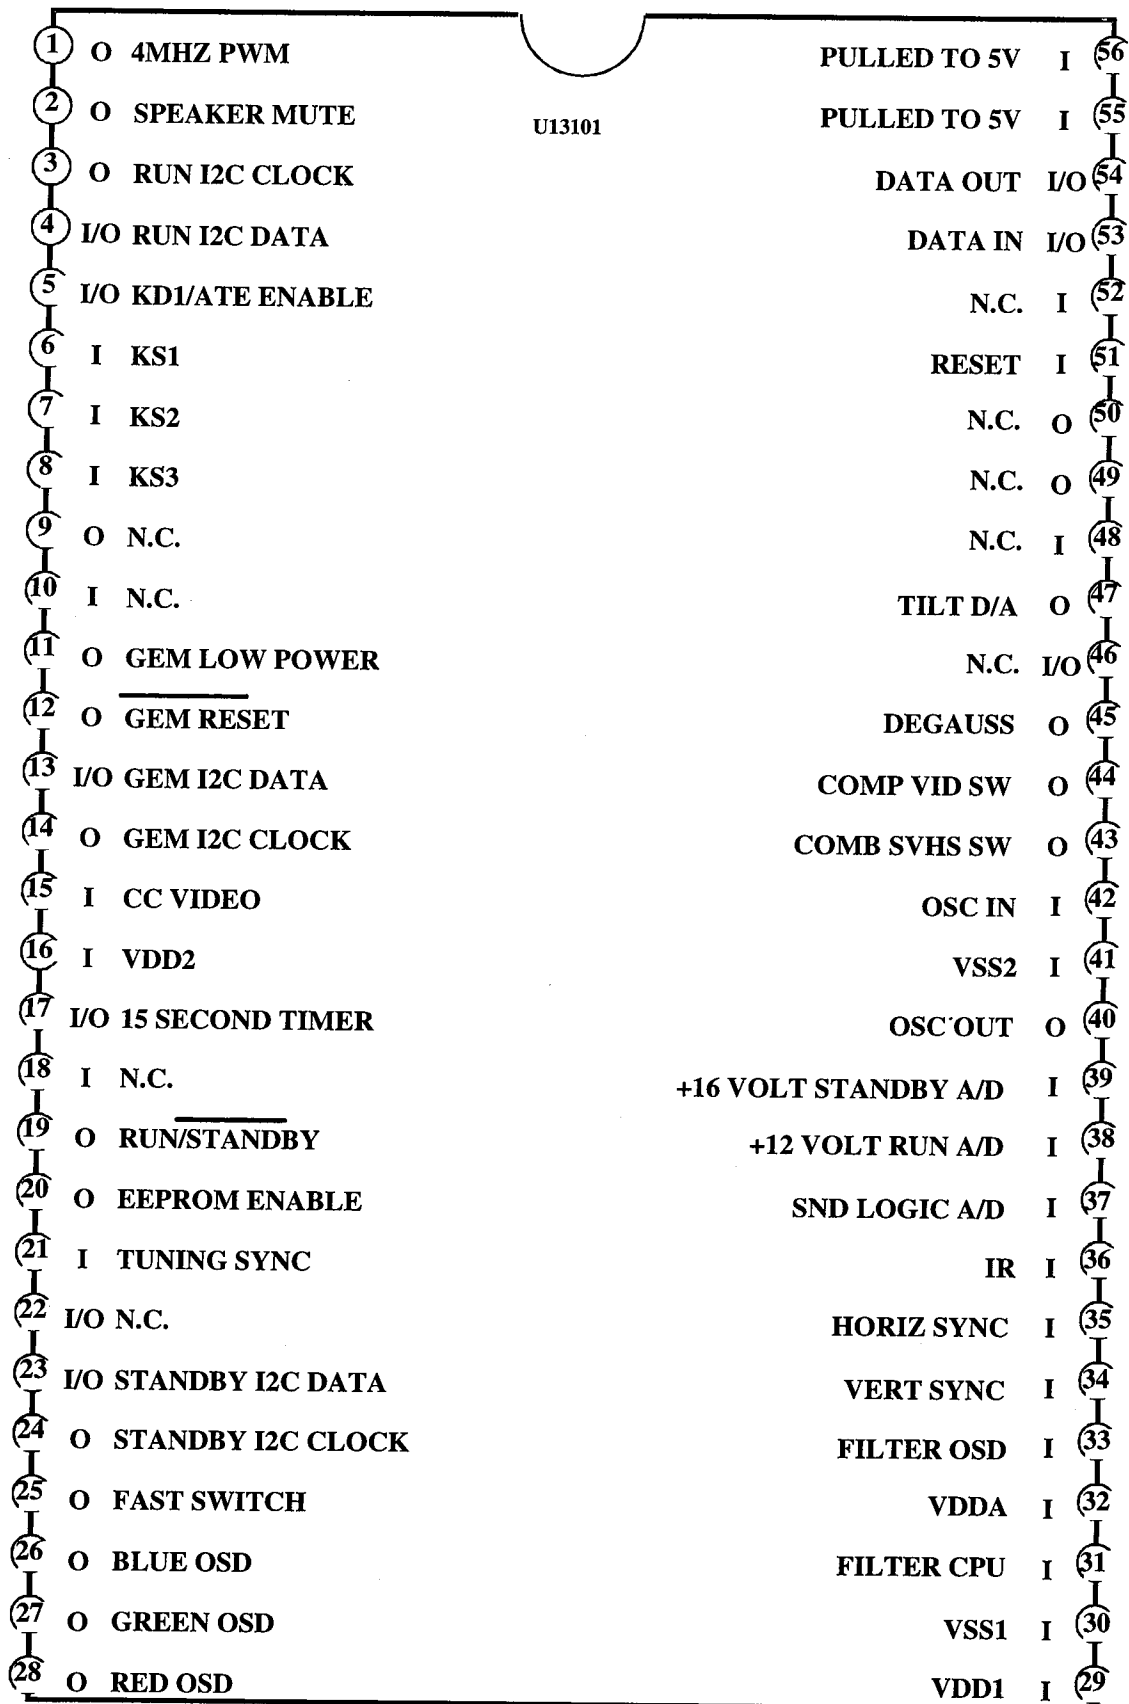 1 O 4MHZ PWM
2 O SPEAKER MUTE
3 O RUN I2C CLOCK
4 I/O RUN I2C DATA
5 I/O KD1/ATE ENABLE
6 I KS1
7 I KS2
8 I KS3
9 O N.C.
10 I N.C.
11 O GEM LOW POWER
12 O GEM RESET
13 I/O GEM I2C DATA
14 O GEM I2C CLOCK
15 I CC VIDEO
16 I VDD2
17 I/O 15 SECOND TIMER
18 I N.C.
19 O RUN/STANDBY
20 O EEPROM ENABLE
21 I TUNING SYNC
22 I/O N.C.
23 I/O STANDBY I2C DATA
24 O STANDBY I2C CLOCK
25 O FAST SWITCH
26 O BLUE OSD
27 O GREEN OSD
28 O RED OSD
U13101
PULLED TO 5V I 56
PULLED TO 5V I 55
DATA OUT I/O 54
DATA IN I/O 53
N.C. I 52
RESET I 51
N.C. O 50
N.C. O 49
N.C. I 48
TILT D/A O 47
N.C. I/O 46
DEGAUSS O 45
COMP VID SW O 44
COMB SVHS SW O 43
OSC IN I 42
VSS2 I 41
OSC OUT O 40
+16 VOLT STANDBY A/D I 39
+12 VOLT RUN A/D I 38
SND LOGIC A/D I 37
IR I 36
HORIZ SYNC I 35
VERT SYNC I 34
FILTER OSD I 33
VDDA I 32
FILTER CPU I 31
VSS1 I 30
VDD1 I 29